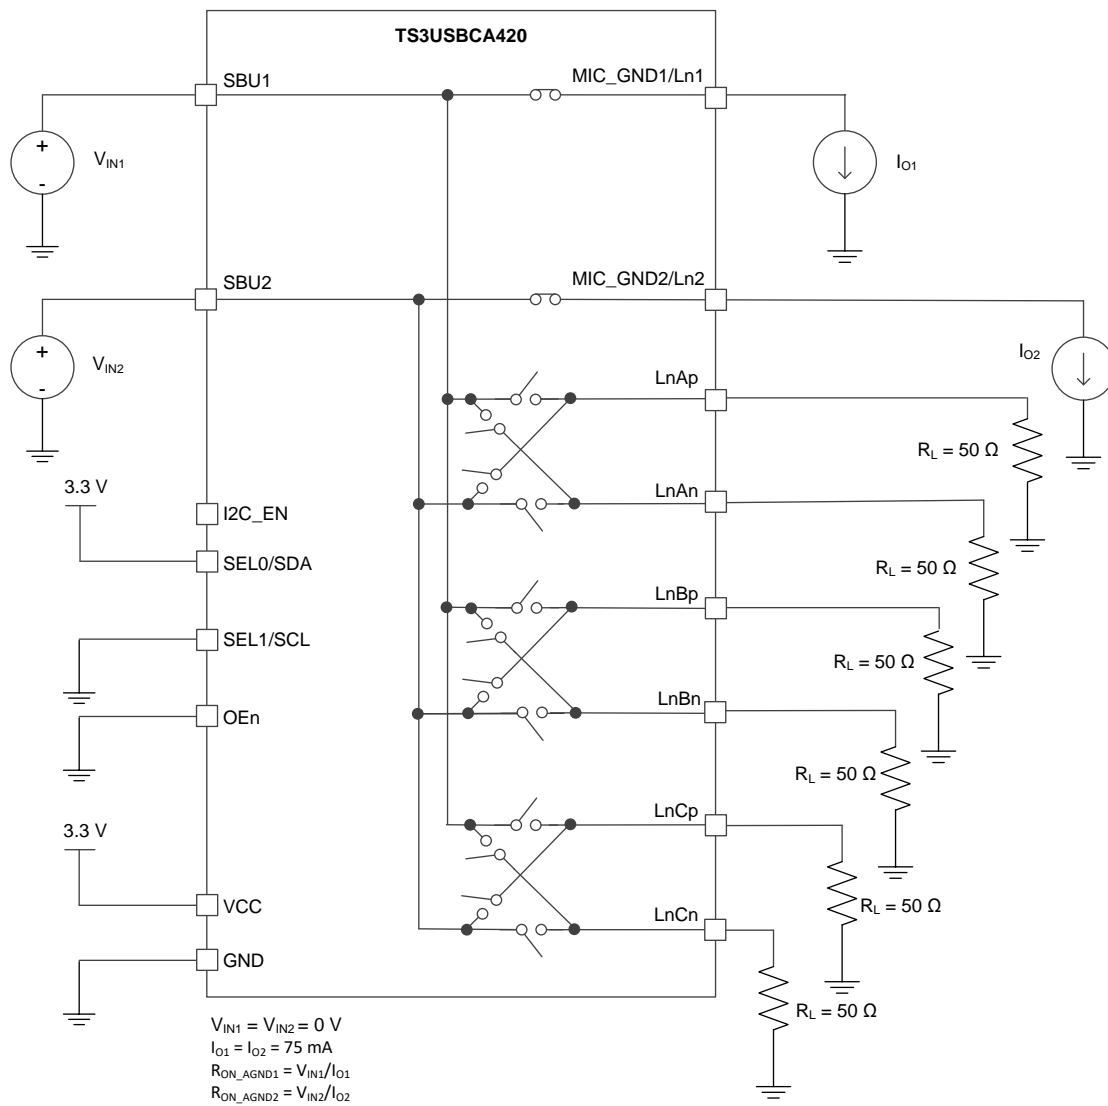 TS3USBCA420
SBU1
MIC_GND1/Ln1
+
-
VIN1
IO1
SBU2
MIC_GND2/Ln2
+
-
VIN2
IO2
LnAp
RL = 50 Ω
3.3 V
I2C_EN
LnAn
SEL0/SDA
RL = 50 Ω
LnBp
SEL1/SCL
RL = 50 Ω
OEn
LnBn
RL = 50 Ω
3.3 V
LnCp
VCC
RL = 50 Ω
LnCn
GND
RL = 50 Ω
VIN1 = VIN2 = 0 V
IO1 = IO2 = 75 mA
RON_AGND1 = VIN1/IO1
RON_AGND2 = VIN2/IO2